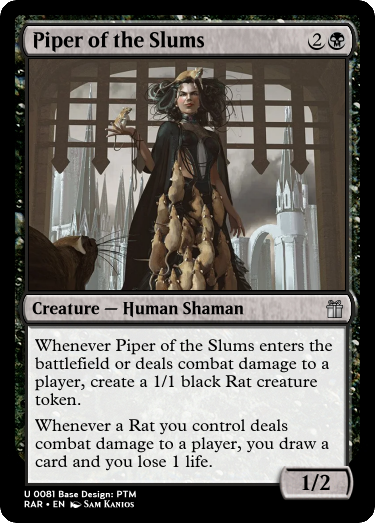 Piper of the Slums 2
Creature — Human Shaman
Whenever Piper of the Slums enters the
battlefield or deals combat damage to a
player, create a 1/1 black Rat creature
token.
Whenever a Rat you control deals
combat damage to a player, you draw a
card and you lose 1 life.
1/2
U 0081 Base Design: PTM
RAR • EN Sam Kanios